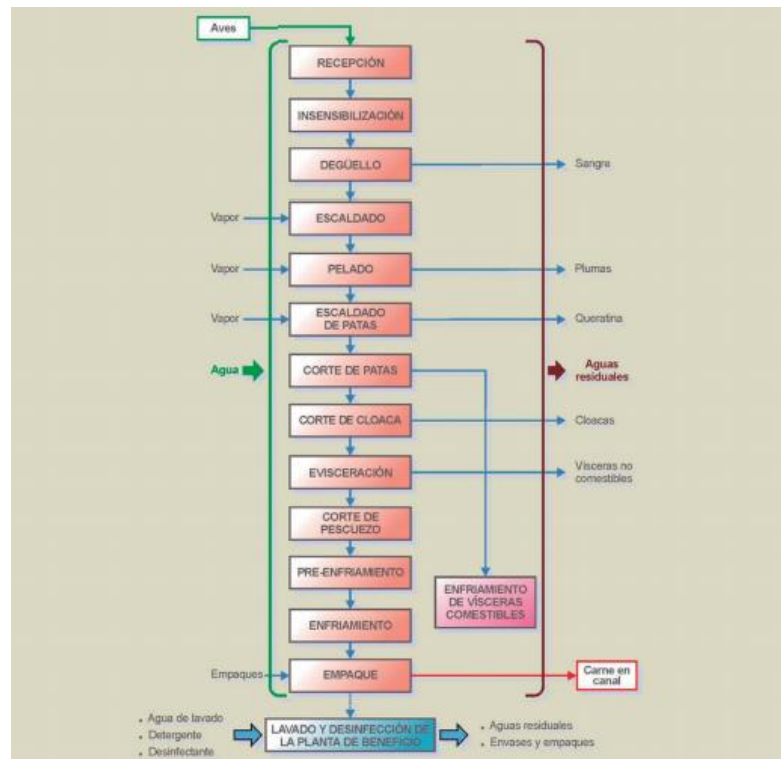 Aves
RECEPCIÓN
INSENSIBILIZACIÓN
DEGÜELLO
Sangre
Vapor
ESCALDADO
Vapor
PELADO
Plumas
Vapor
ESCALDADO
DE PATAS
Queratina
Agua
CORTE DE PATAS
Aguas
residuales
CORTE DE CLOACA
Cloacas
EVISCERACIÓN
Vísceras no
comestibles
CORTE DE
PESCUEZO
PRE-ENFRIAMIENTO
ENFRIAMIENTO
DE VÍSCERAS
COMESTIBLES
ENFRIAMIENTO
Empaques
EMPAQUE
Carne en
canal
• Agua de lavado
• Detergente
• Desinfectante
LAVADO Y DESINFECCIÓN DE
LA PLANTA DE BENEFICIO
• Aguas residuales
• Envases y empaques